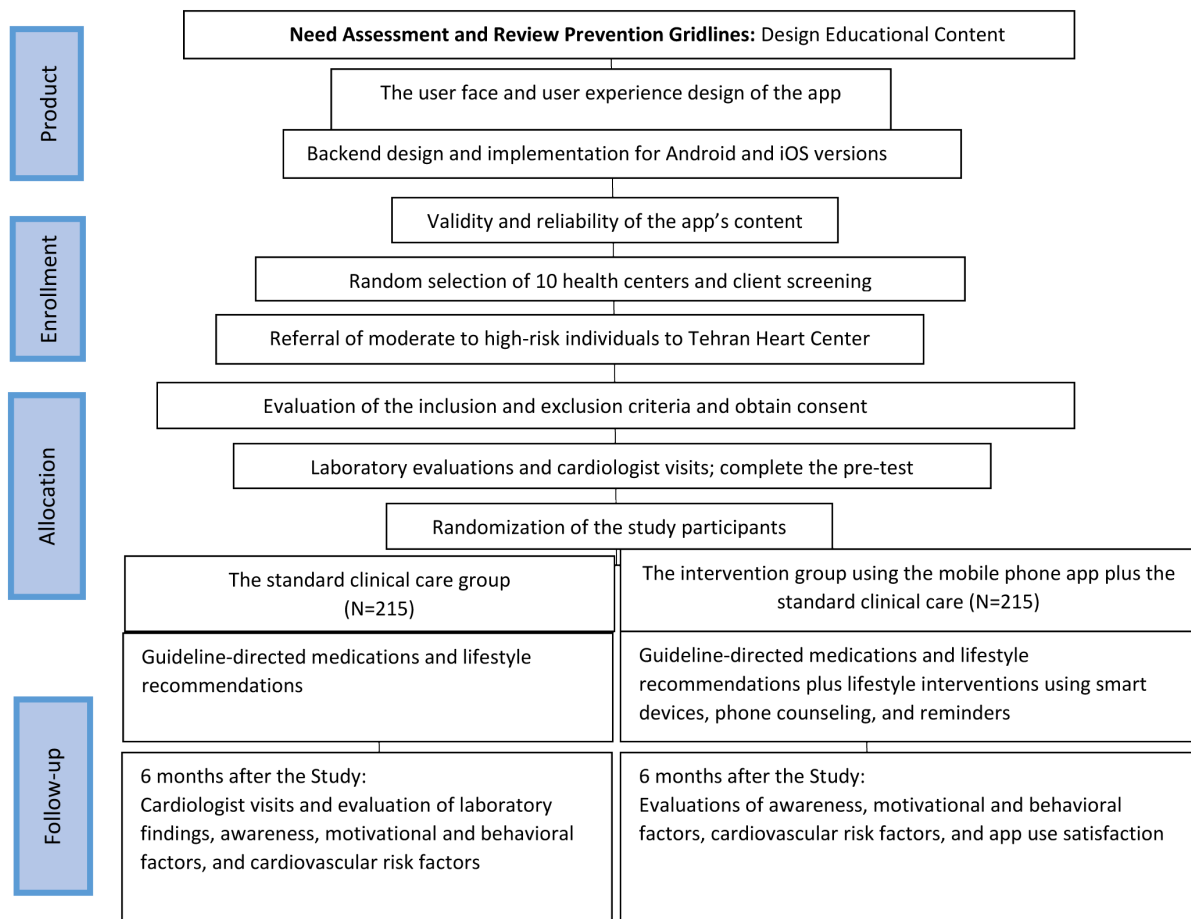 Product
Need Assessment and Review Prevention Gridlines: Design Educational Content
The user face and user experience design of the app
Backend design and implementation for Android and iOS versions
Enrollment
Validity and reliability of the app's content
Random selection of 10 health centers and client screening
Referral of moderate to high-risk individuals to Tehran Heart Center
Allocation
Evaluation of the inclusion and exclusion criteria and obtain consent
Laboratory evaluations and cardiologist visits; complete the pre-test
Randomization of the study participants
The standard clinical care group
(N=215)
The intervention group using the mobile phone app plus the
standard clinical care (N=215)
Guideline-directed medications and lifestyle
recommendations
Guideline-directed medications and lifestyle
recommendations plus lifestyle interventions using smart
devices, phone counseling, and reminders
Follow-up
6 months after the Study:
Cardiologist visits and evaluation of laboratory
findings, awareness, motivational and behavioral
factors, and cardiovascular risk factors
6 months after the Study:
Evaluations of awareness, motivational and behavioral
factors, cardiovascular risk factors, and app use satisfaction